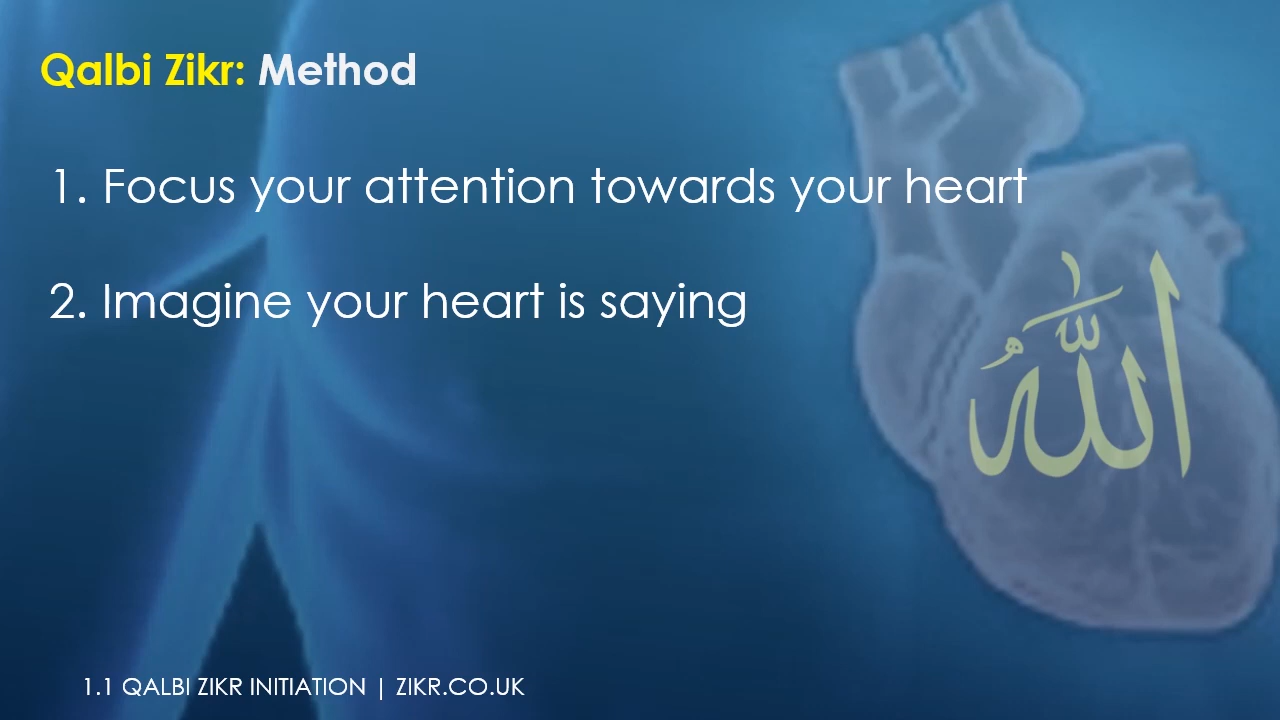 Qalbi Zikr: Method
1. Focus your attention towards your heart
2. Imagine your heart is saying
اللّٰهُ
1.1 QALBI ZIKR INITIATION | ZIKR.CO.UK